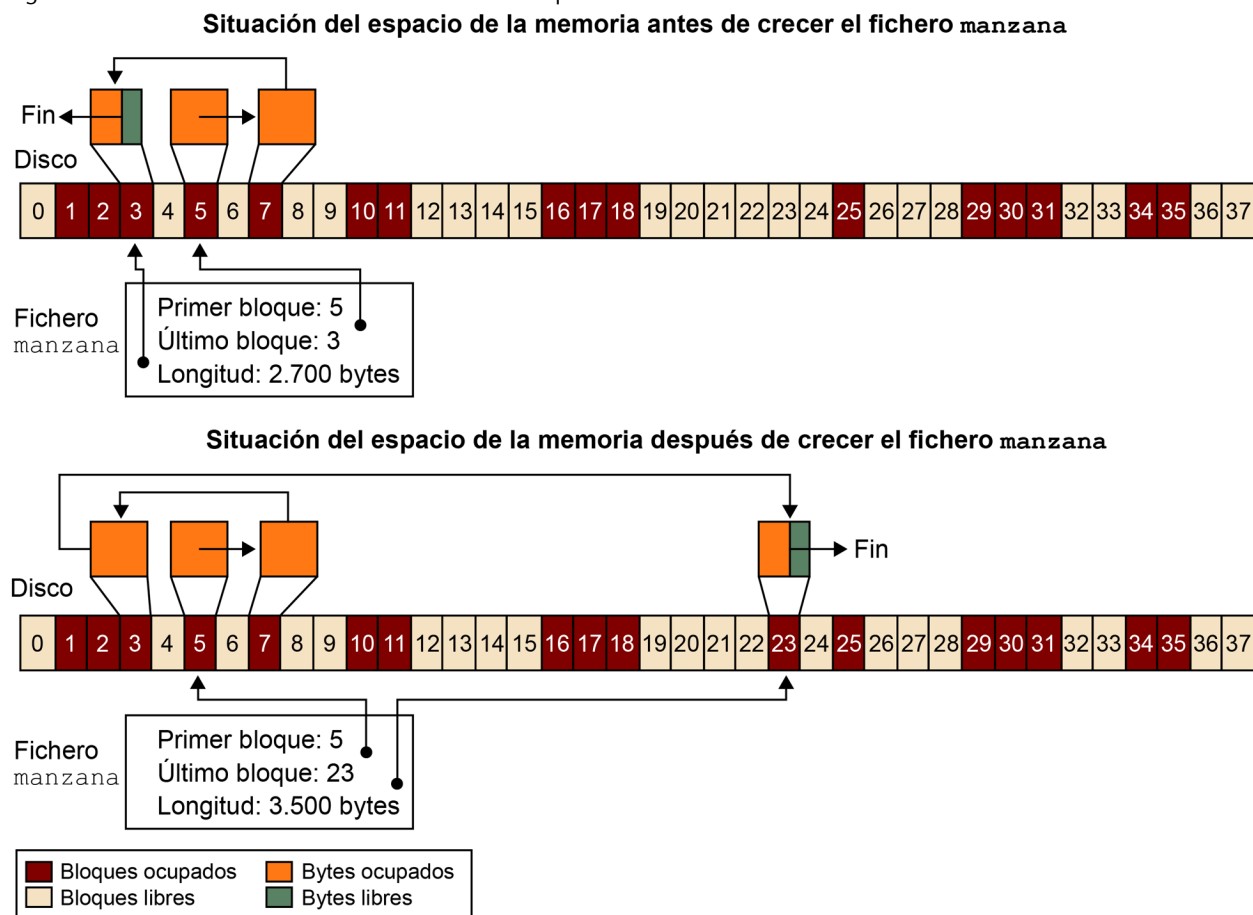 Situación del espacio de la memoria antes de crecer el fichero manzana
Fin
Disco
0 1 2 3 4 5 6 7 8 9 10 11 12 13 14 15 16 17 18 19 20 21 22 23 24 25 26 27 28 29 30 31 32 33 34 35 36 37
Fichero
manzana
Primer bloque: 5
Último bloque: 3
Longitud: 2.700 bytes
Situación del espacio de la memoria después de crecer el fichero manzana
Fin
Disco
0 1 2 3 4 5 6 7 8 9 10 11 12 13 14 15 16 17 18 19 20 21 22 23 24 25 26 27 28 29 30 31 32 33 34 35 36 37
Fichero
manzana
Primer bloque: 5
Último bloque: 23
Longitud: 3.500 bytes
Bloques ocupados
Bytes ocupados
Bloques libres
Bytes libres